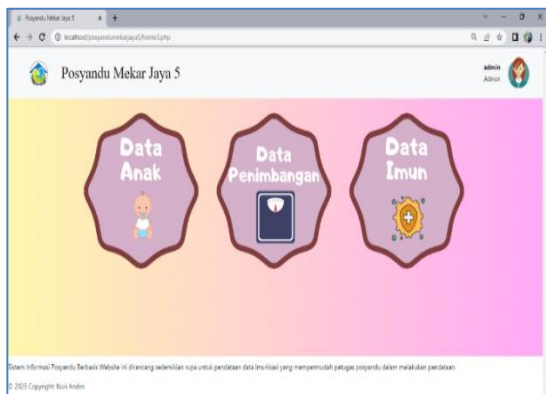 Posyandu Mekar Jaya 5
localhost/posyandumekarjaya5/home3.php
Posyandu Mekar Jaya 5
admin
Admin
Data
Anak
Data
Penimbangan
Data
Imun
Sistem Informasi Posyandu Berbasis Website ini dirancang sedemikian rupa untuk pendataan data imunisasi yang mempermudah petugas posyandu dalam melakukan pendataan.
© 2023 Copyright: Nuri Andini